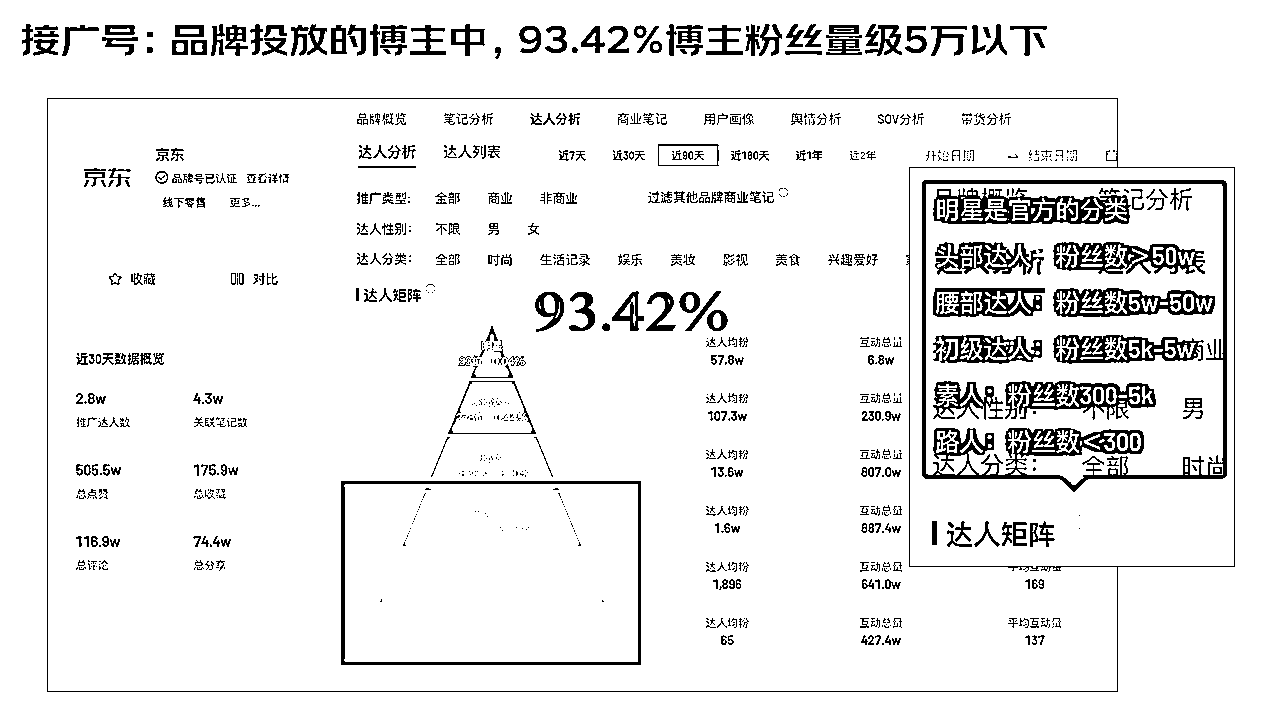 接广号：品牌投放的博主中，93.42%博主粉丝量级5万以下
品牌概览 笔记分析 达人分析 商业笔记 用户画像 舆情分析 SOV分析 带货分析
京东
京东
品牌号已认证 查看详情
线下零售 更多...
收藏 对比
达人分析 达人列表 近7天 近30天 近90天 近180天 近1年 近2年 开始日期 → 结束日期
推广类型： 全部 商业 非商业 过滤其他品牌商业笔记
达人性别： 不限 男 女
达人分类： 全部 时尚 生活记录 娱乐 美妆 影视 美食 兴趣爱好
达人矩阵
93.42%
近30天数据概览
2.8w 4.3w
推广达人数 关联笔记数
505.5w 175.9w
总点赞 总收藏
116.9w 74.4w
总评论 总分享
明星
达人均粉 互动总量
57.8w 6.8w
达人均粉 互动总量
107.3w 230.9w
达人均粉 互动总量
13.6w 807.0w
达人均粉 互动总量
1.6w 887.4w
达人均粉 互动总量 平均互动量
1,896 641.0w 169
达人均粉 互动总量 平均互动量
65 427.4w 137
品牌概览 笔记分析
明星是官方的分类
头部达人：粉丝数>50w
腰部达人：粉丝数5w-50w
初级达人：粉丝数5k-5w
商业
素人：粉丝数300-5k
达人性别： 不限 男
路人：粉丝数<300
达人分类： 全部 时尚
达人矩阵